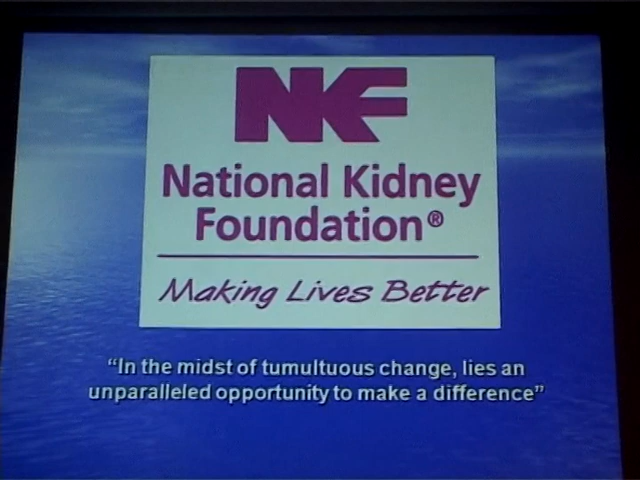 NKF
National Kidney
Foundation®
Making Lives Better
“In the midst of tumultuous change, lies an
unparalleled opportunity to make a difference”